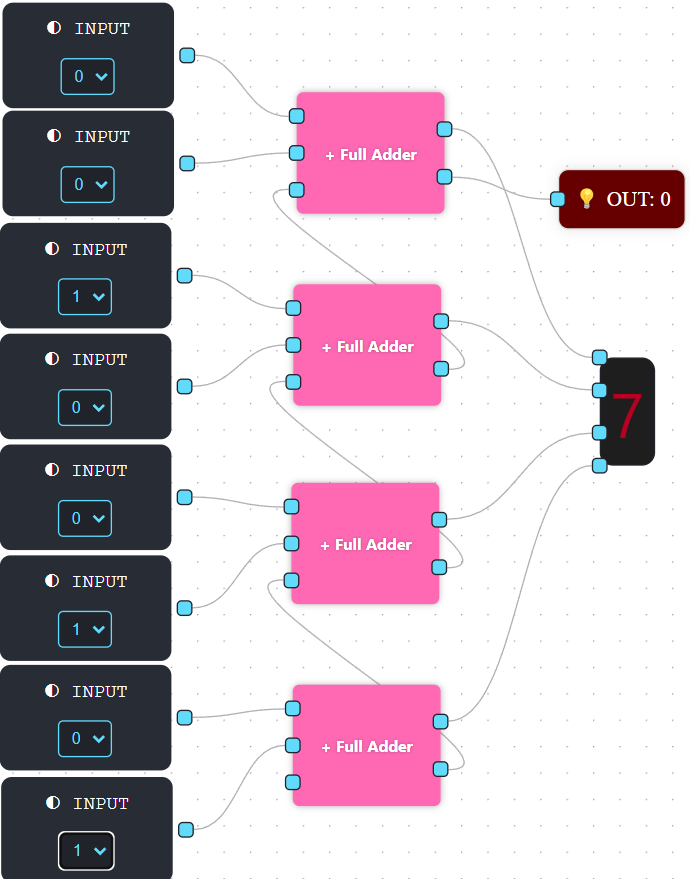 INPUT
0
INPUT
0
+ Full Adder
OUT: 0
INPUT
1
INPUT
0
+ Full Adder
7
INPUT
0
INPUT
1
+ Full Adder
INPUT
0
INPUT
1
+ Full Adder